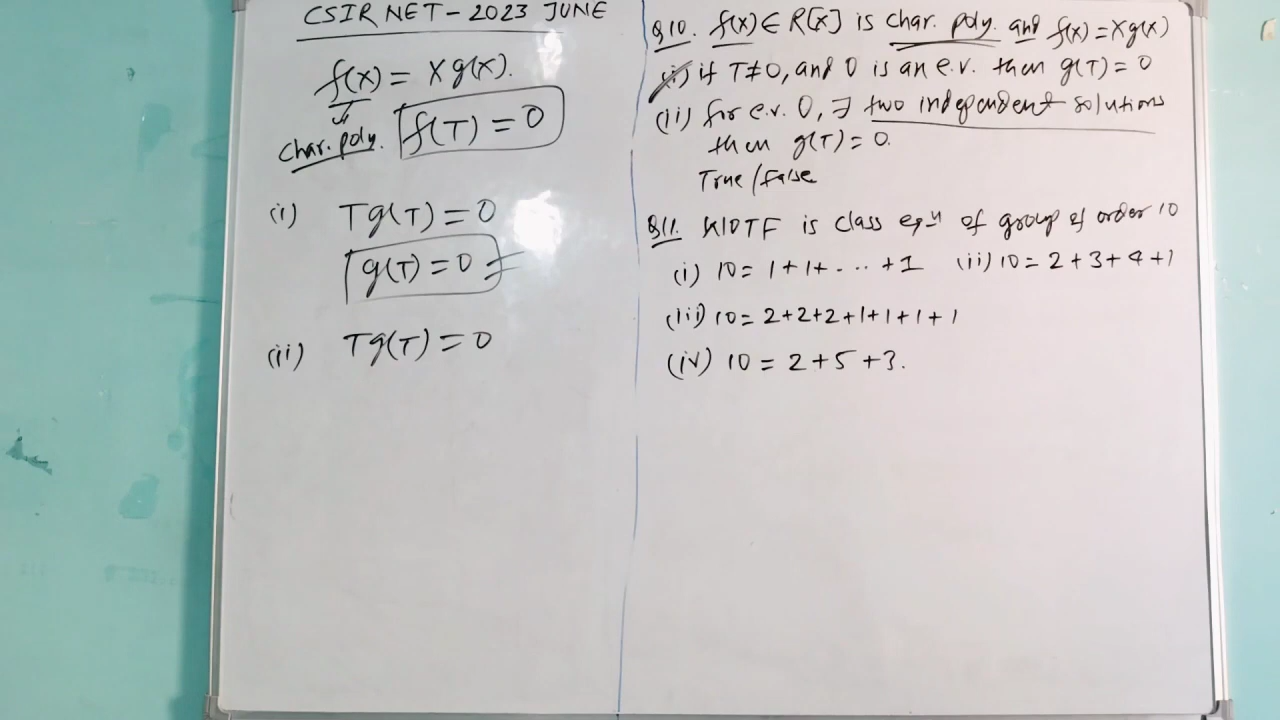 CSIR NET - 2023 JUNE
f(x) = Xg(x).
Char. poly. f(T) = 0
(i) Tg(T) = 0
g(T) = 0
(ii) Tg(T) = 0
Q10. f(x) ∈ R[x] is char. poly. and f(x) = Xg(x)
(i) if T≠0, and 0 is an e.v. then g(T) = 0
(ii) for e.v. 0, ∃ two independent solutions
then g(T) = 0.
True/False
Q11. WOTF is class eqⁿ of group of order 10
(i) 10 = 1+1+ - .. +1 (ii) 10 = 2+3+4+1
(iii) 10 = 2+2+2+1+1+1+1
(iv) 10 = 2+5+3.